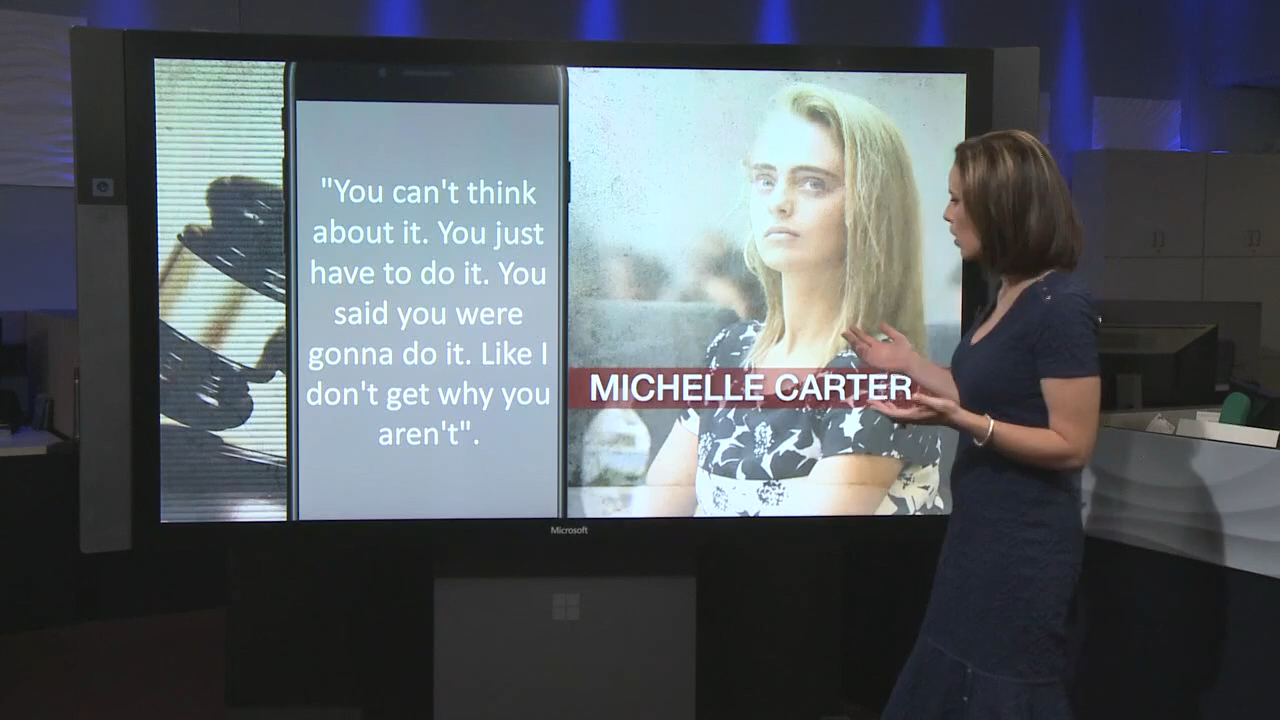 "You can't think
about it. You just
have to do it. You
said you were
gonna do it. Like I
don't get why you
aren't".
MICHELLE CARTER
Microsoft